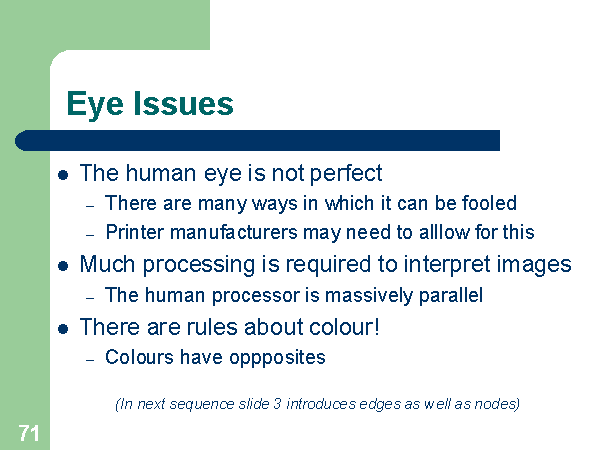 Eye Issues
The human eye is not perfect
– There are many ways in which it can be fooled
– Printer manufacturers may need to alllow for this
Much processing is required to interpret images
– The human processor is massively parallel
There are rules about colour!
– Colours have oppposites
(In next sequence slide 3 introduces edges as well as nodes)
71